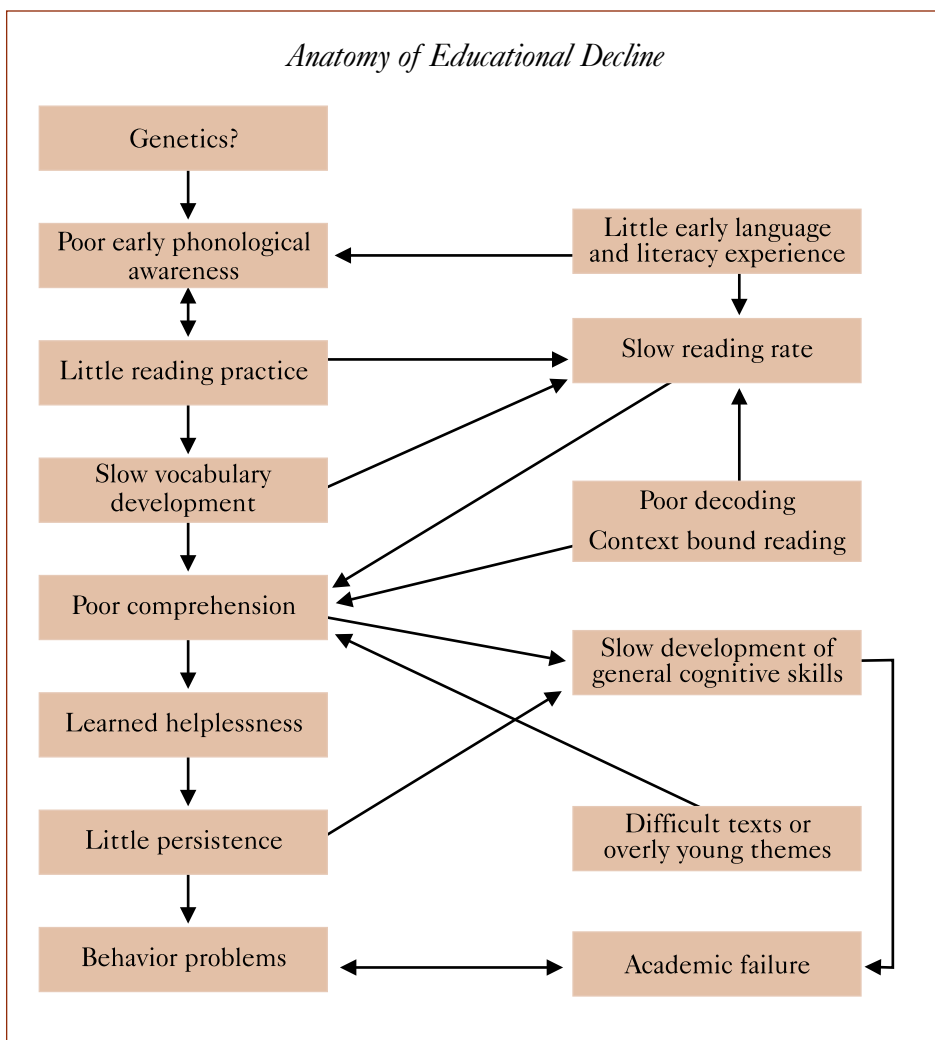 Anatomy of Educational Decline
Genetics?
Poor early phonological
awareness
Little early language
and literacy experience
Little reading practice
Slow reading rate
Slow vocabulary
development
Poor decoding
Context bound reading
Poor comprehension
Slow development of
general cognitive skills
Learned helplessness
Little persistence
Difficult texts or
overly young themes
Behavior problems
Academic failure